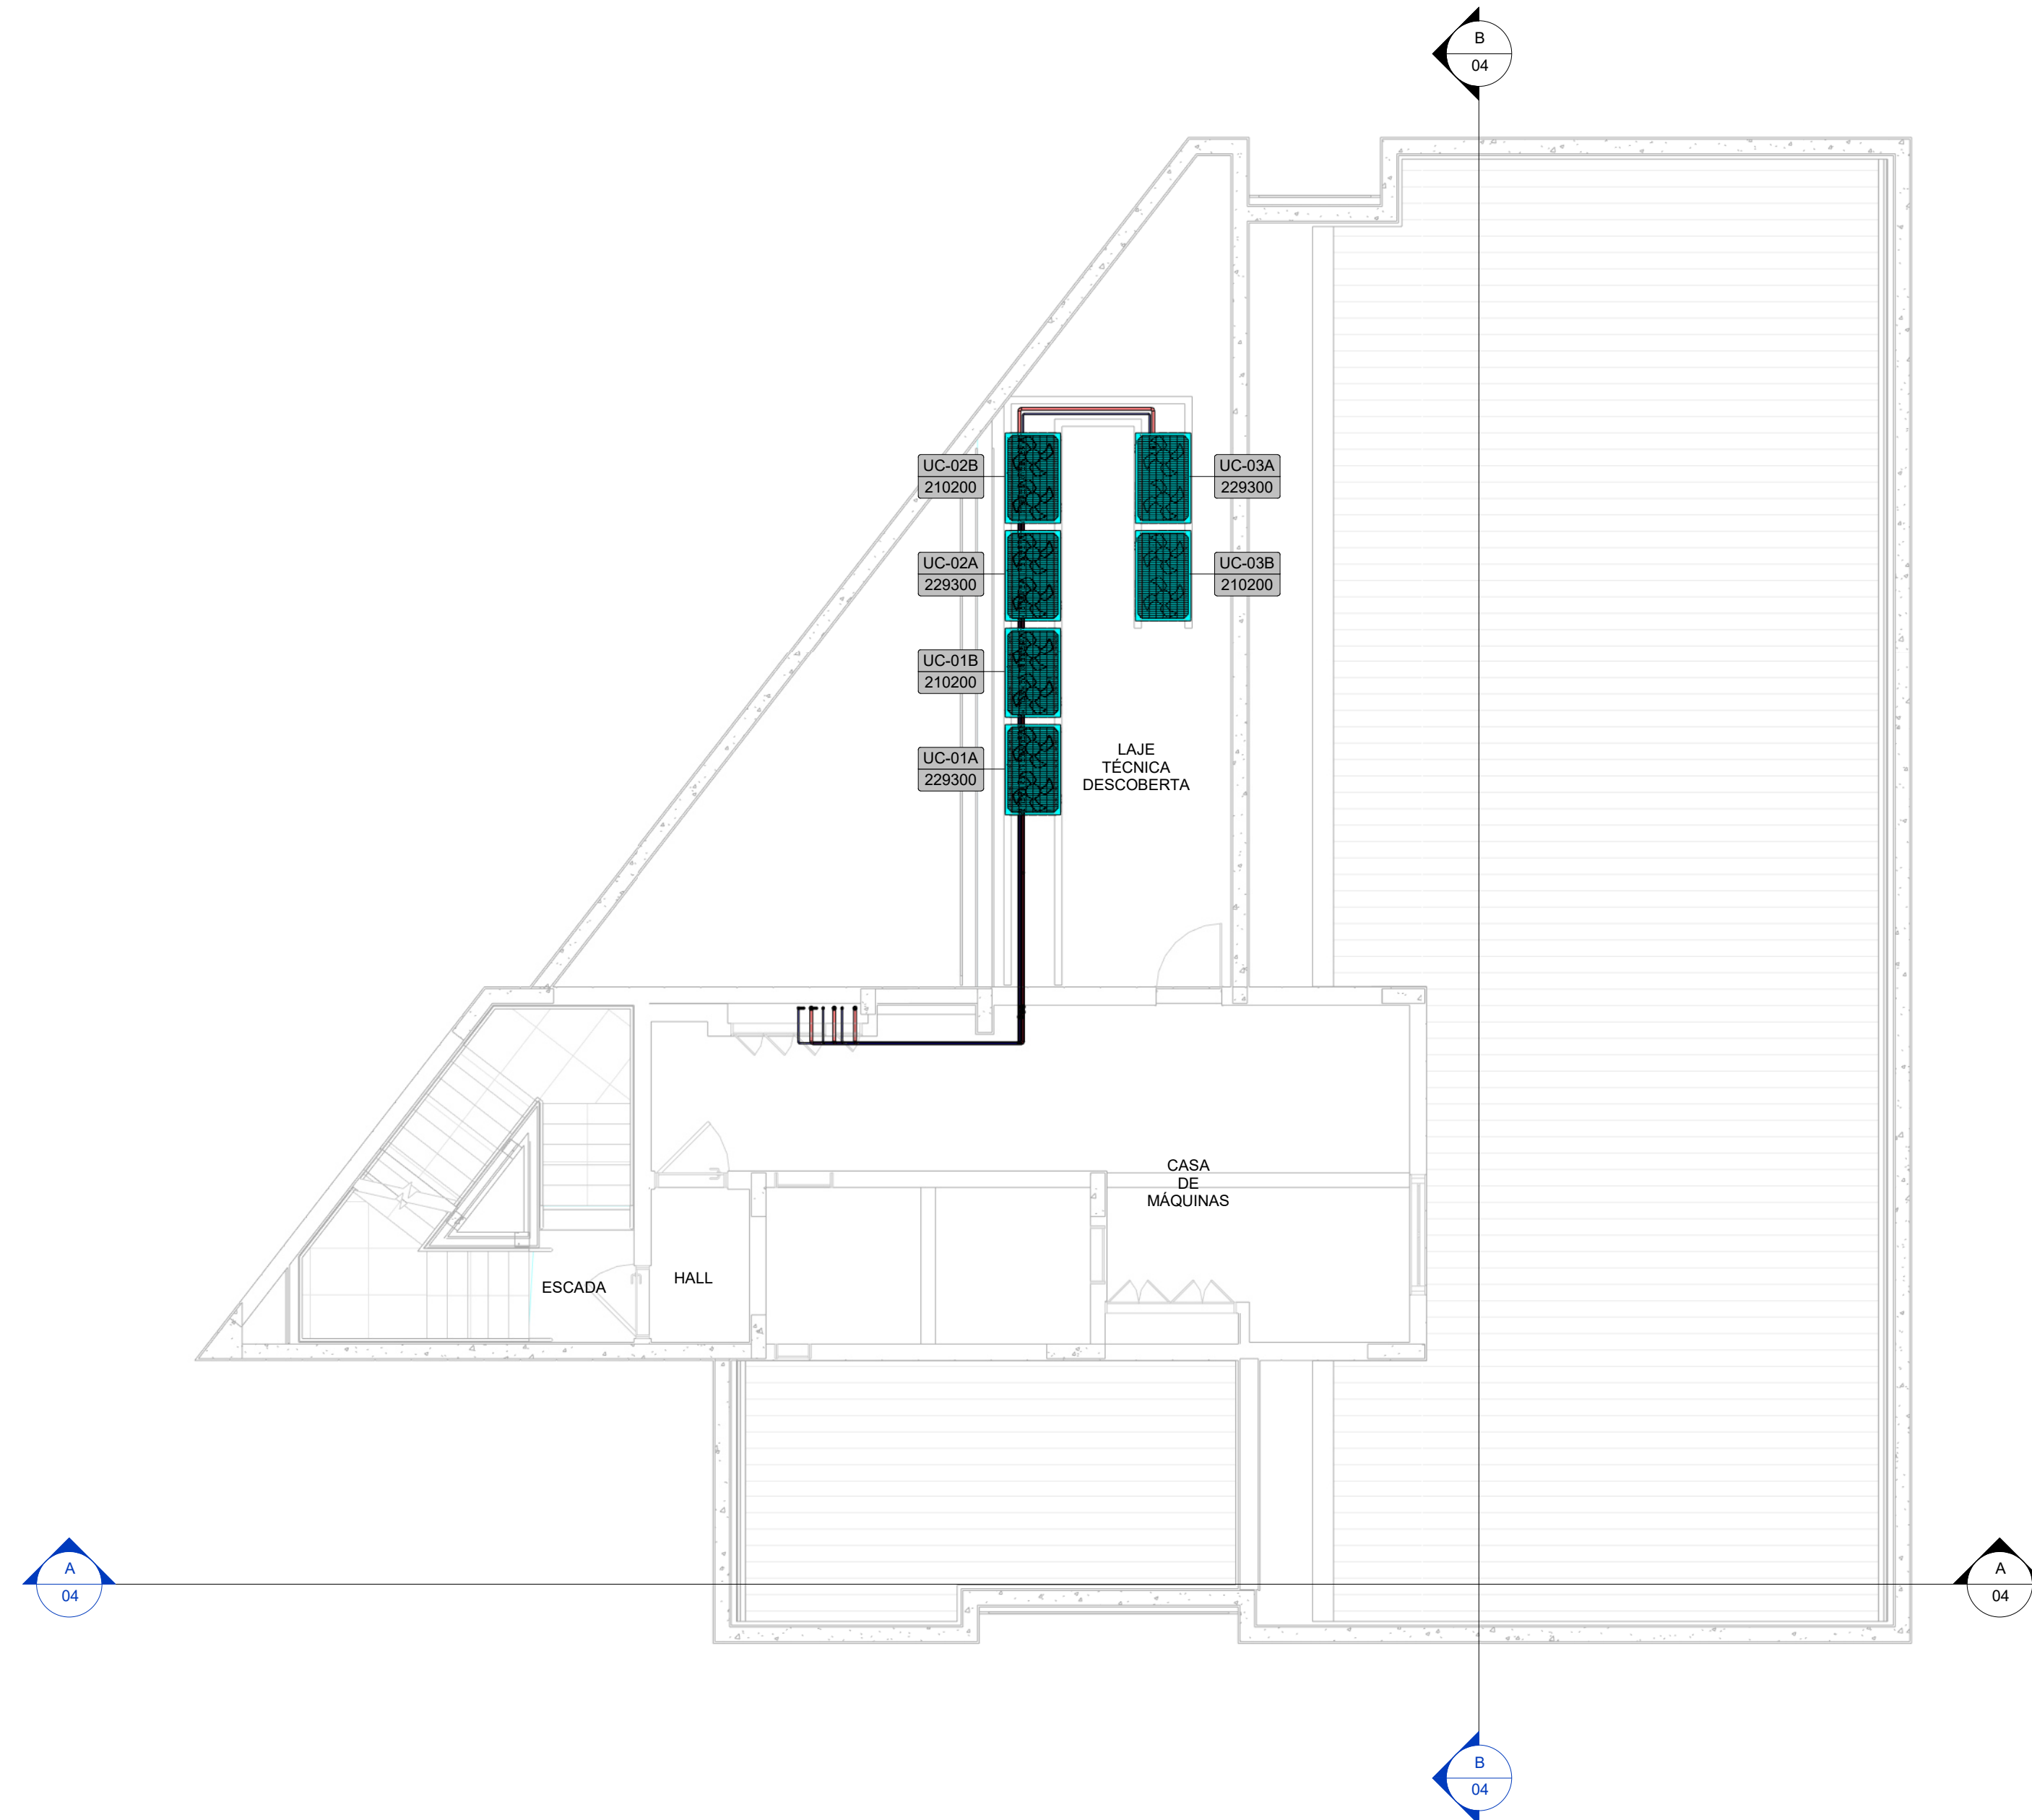 B
04
UC-02B
210200
UC-03A
229300
UC-02A
229300
UC-03B
210200
UC-01B
210200
UC-01A
229300
LAJE
TÉCNICA
DESCOBERTA
CASA
DE
MÁQUINAS
HALL
ESCADA
A
04
A
04
B
04